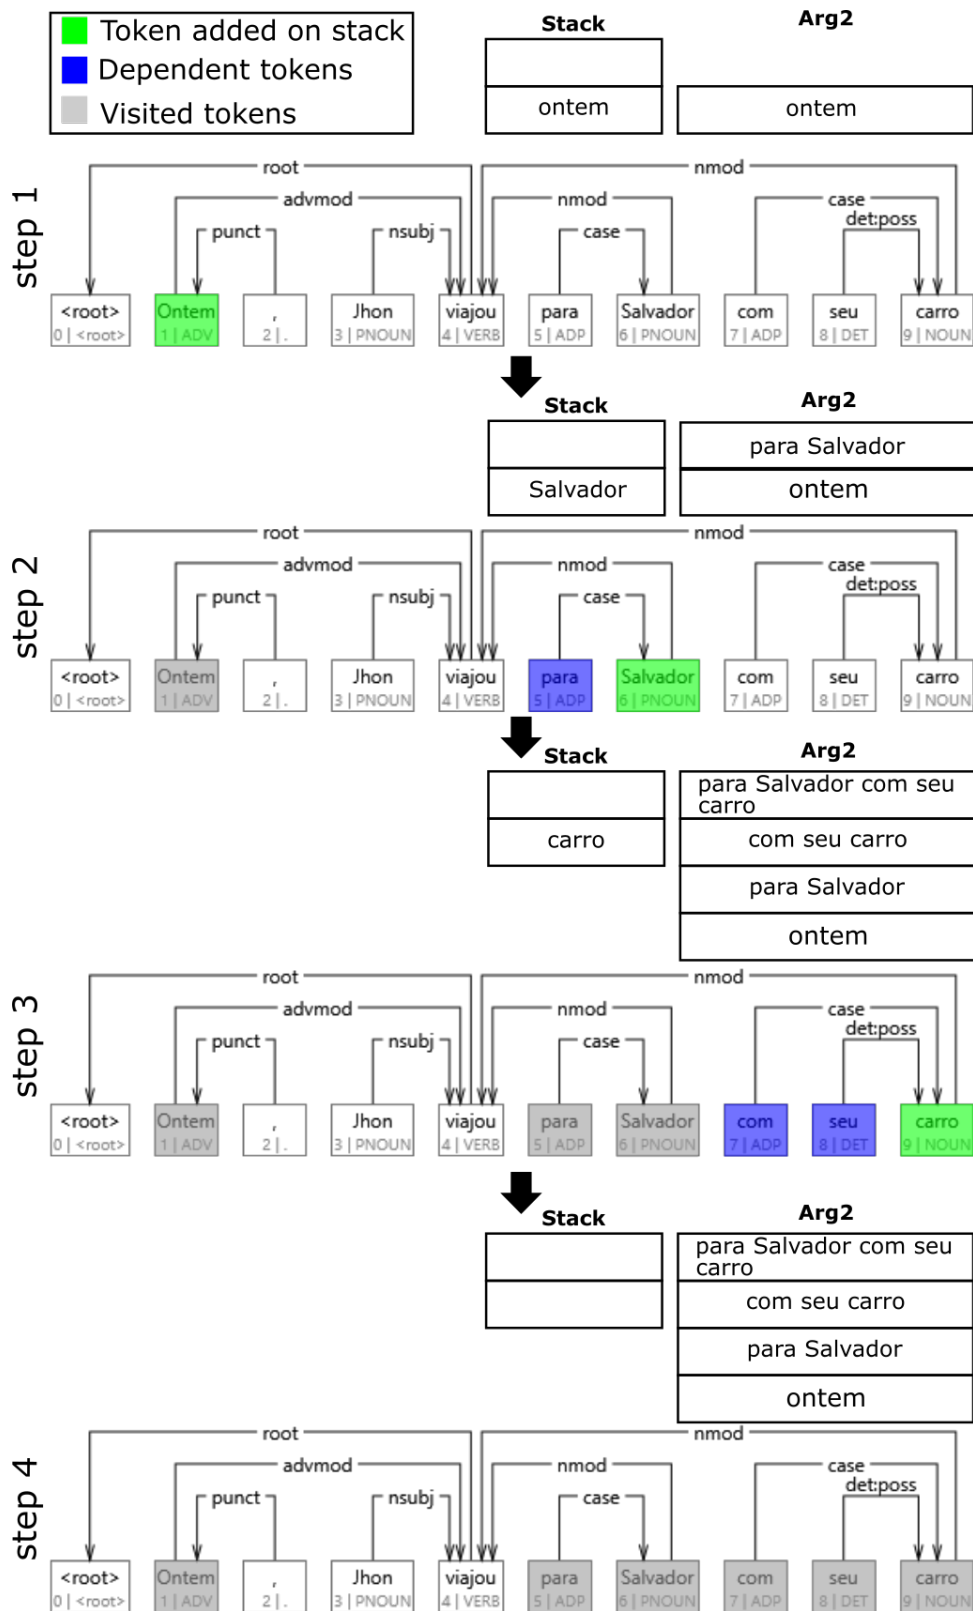 Token added on stack
Dependent tokens
Visited tokens
Stack
Arg2
ontem
ontem
step 1
root
nmod
advmod
nmod
case
punct
nsubj
case
det:poss
<root> Ontem , Jhon viajou para Salvador com seu carro
0 | <root> 1 | ADV 2 | . 3 | PNOUN 4 | VERB 5 | ADP 6 | PNOUN 7 | ADP 8 | DET 9 | NOUN
Stack
Arg2
para Salvador
Salvador
ontem
step 2
root
nmod
advmod
nmod
case
punct
nsubj
case
det:poss
<root> Ontem , Jhon viajou para Salvador com seu carro
0 | <root> 1 | ADV 2 | . 3 | PNOUN 4 | VERB 5 | ADP 6 | PNOUN 7 | ADP 8 | DET 9 | NOUN
Stack
Arg2
para Salvador com seu
carro
carro
com seu carro
para Salvador
ontem
step 3
root
nmod
advmod
nmod
case
punct
nsubj
case
det:poss
<root> Ontem , Jhon viajou para Salvador com seu carro
0 | <root> 1 | ADV 2 | . 3 | PNOUN 4 | VERB 5 | ADP 6 | PNOUN 7 | ADP 8 | DET 9 | NOUN
Stack
Arg2
para Salvador com seu
carro
com seu carro
para Salvador
ontem
step 4
root
nmod
advmod
nmod
case
punct
nsubj
case
det:poss
<root> Ontem , Jhon viajou para Salvador com seu carro
0 | <root> 1 | ADV 2 | . 3 | PNOUN 4 | VERB 5 | ADP 6 | PNOUN 7 | ADP 8 | DET 9 | NOUN